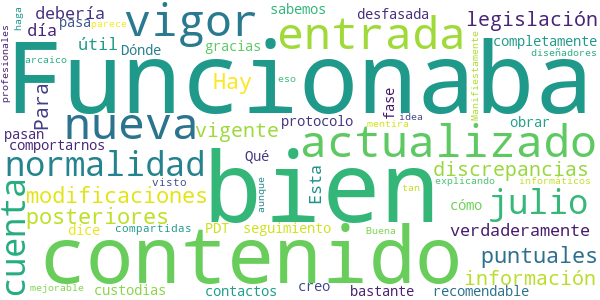 haga
profesionales
debería
pasa
parece
día
útil
arcaico
Dónde
gracias
vigor
sabemos
Hay
entrada
desfasada
legislación
completamente
diseñadores
Manifiestamente
Funcionaba
Para
nueva
vigente
protocolo
fase
mentira
idea
obrar
pasan
comportarnos
normalidad
Qué
actualizado
visto
aunque
bien
Esta
discrepancias
explicando
informáticos
tan
cómo
julio
cuenta
modificaciones
posteriores
dice
compartidas
PDT
seguimiento
Buena
verdaderamente
contenido
puntuales
información
mejorable
custodias
contactos
creo
bastante
recomendable
eso